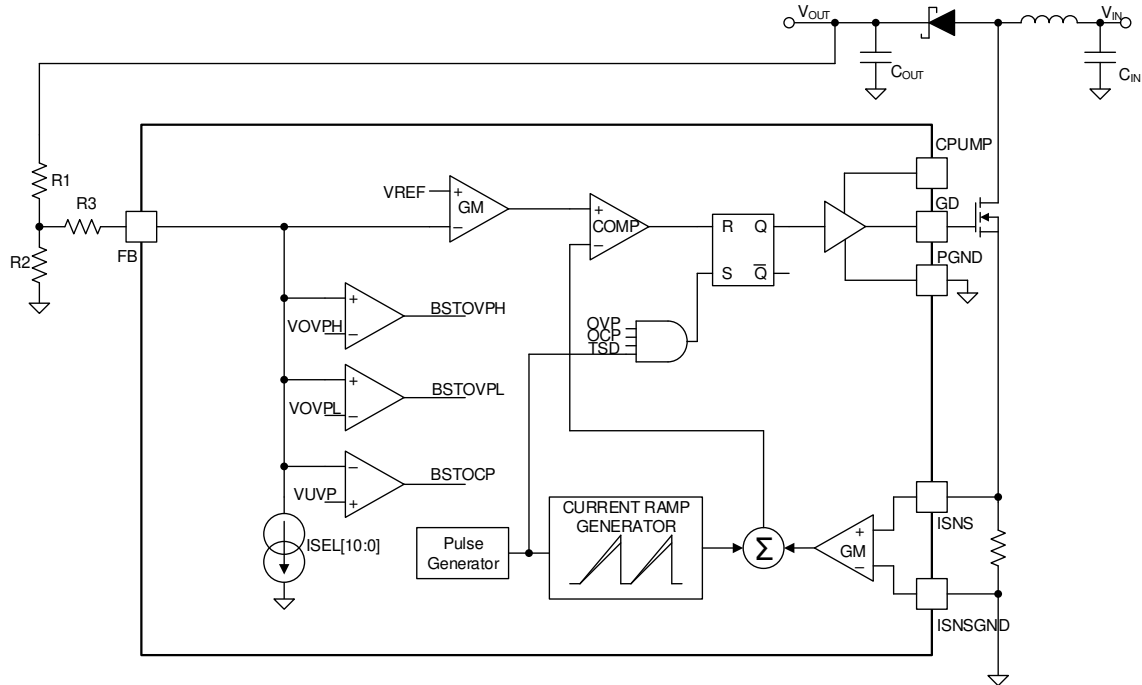 VOUT
VIN
COUT
CIN
CPUMP
R1
VREF
+
GM
−
+
COMP
−
R Q
S Q̅
GD
R3
FB
R2
PGND
+
VOVPH
−
BSTOVPH
OVP
OCP
TSD
+
VOVPL
−
BSTOVPL
−
VUVP
+
BSTOCP
ISEL[10:0]
Pulse
Generator
CURRENT RAMP
GENERATOR
Σ
+
GM
−
ISNS
ISNSGND